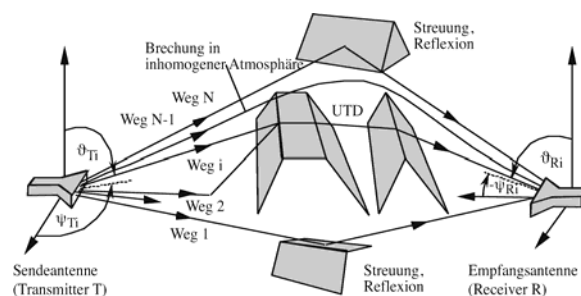 Streuung,
Reflexion
Brechung in
inhomogener Atmosphäre
Weg N
Weg N-1
UTD
ϑTi
ϑRi
Weg i
-ψRi
ψTi
Weg 2
Weg 1
Sendeantenne
(Transmitter T)
Streuung,
Reflexion
Empfangsantenne
(Receiver R)